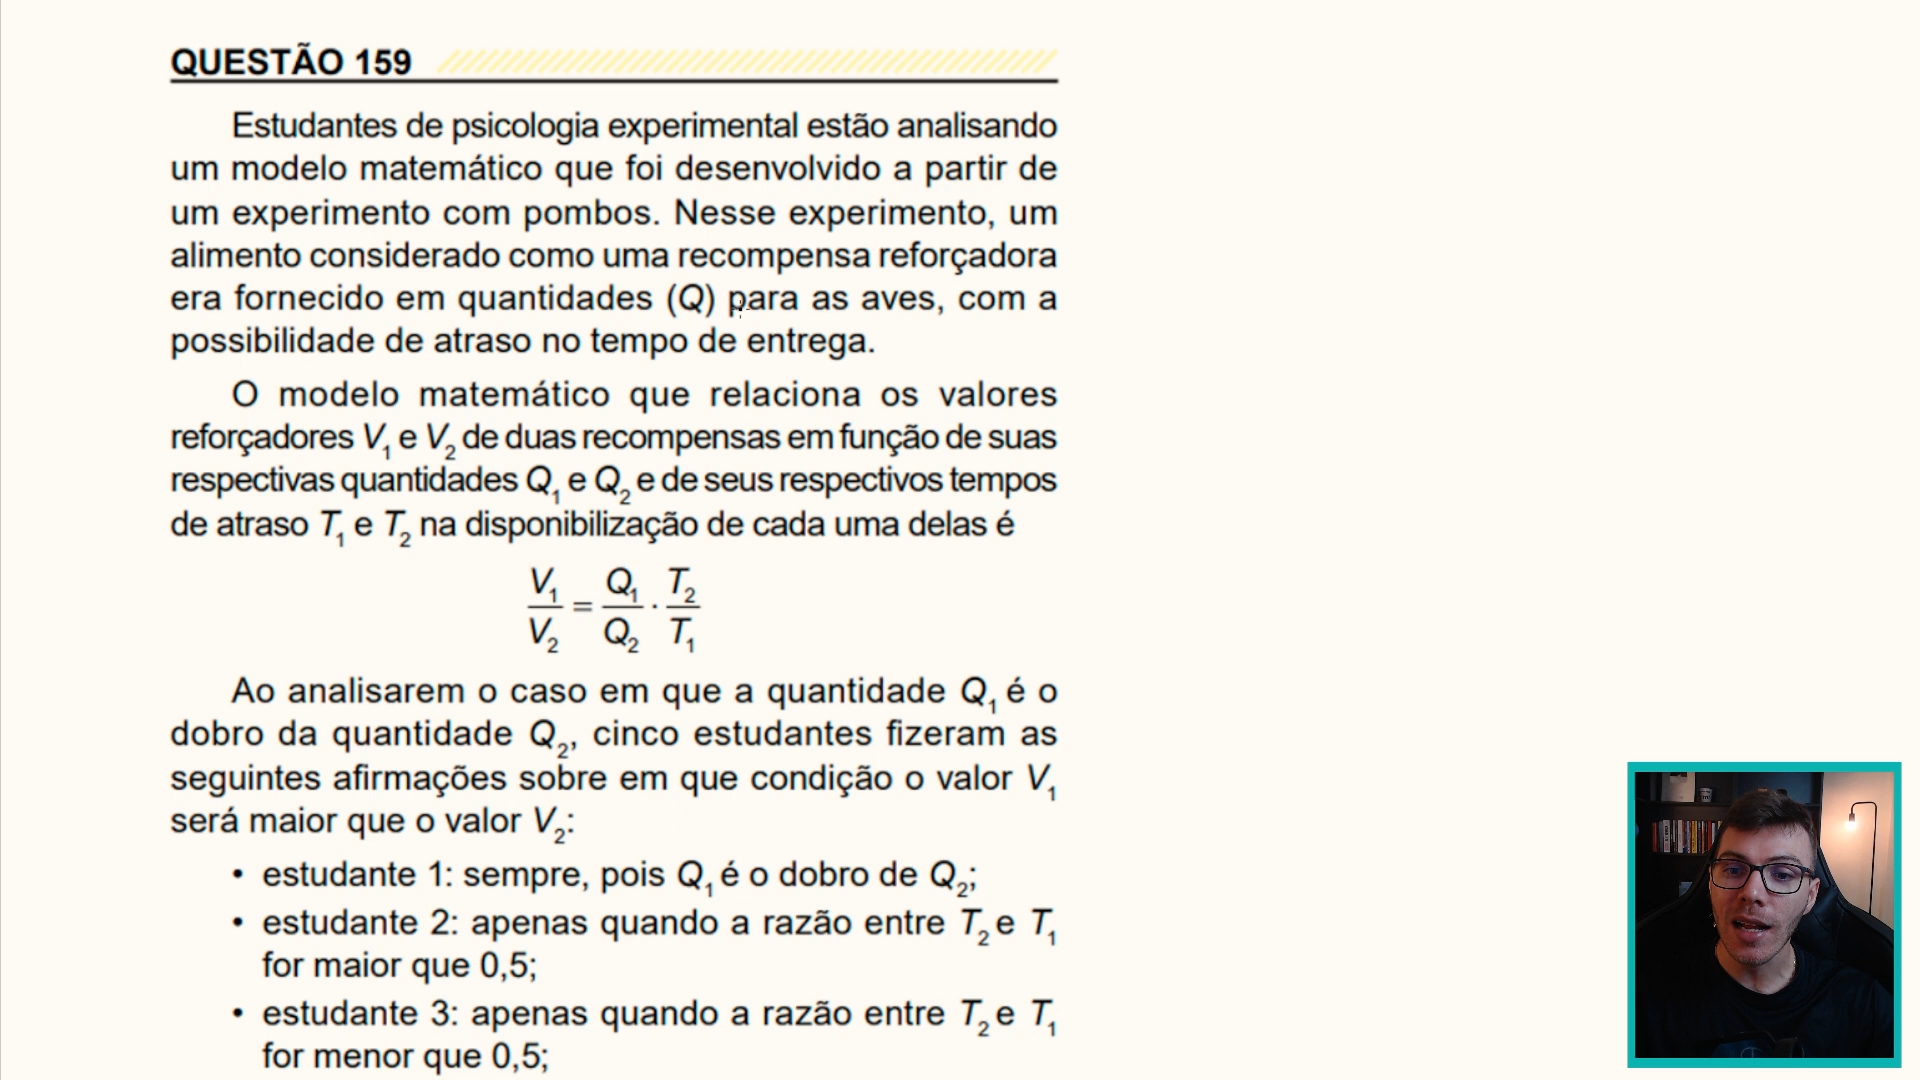 QUESTÃO 159
Estudantes de psicologia experimental estão analisando
um modelo matemático que foi desenvolvido a partir de
um experimento com pombos. Nesse experimento, um
alimento considerado como uma recompensa reforçadora
era fornecido em quantidades (Q) para as aves, com a
possibilidade de atraso no tempo de entrega.
O modelo matemático que relaciona os valores
reforçadores V₁ e V₂ de duas recompensas em função de suas
respectivas quantidades Q₁ e Q₂ e de seus respectivos tempos
de atraso T₁ e T₂ na disponibilização de cada uma delas é
V₁/V₂ = Q₁/Q₂ · T₂/T₁
Ao analisarem o caso em que a quantidade Q₁ é o
dobro da quantidade Q₂, cinco estudantes fizeram as
seguintes afirmações sobre em que condição o valor V₁
será maior que o valor V₂:
• estudante 1: sempre, pois Q₁ é o dobro de Q₂;
• estudante 2: apenas quando a razão entre T₂ e T₁
for maior que 0,5;
• estudante 3: apenas quando a razão entre T₂ e T₁
for menor que 0,5;